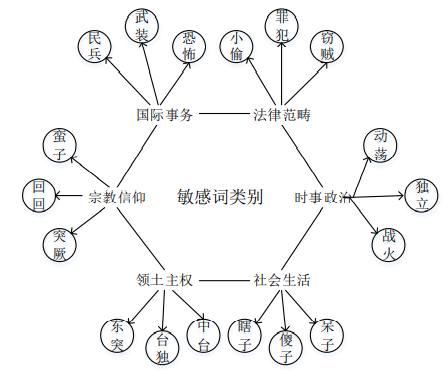 武装
民兵
恐怖
小偷
罪犯
窃贼
国际事务
法律范畴
蛮子
回回
突厥
宗教信仰
敏感词类别
时事政治
动荡
独立
战火
领土主权
社会生活
东突
台独
中台
瞎子
傻子
呆子